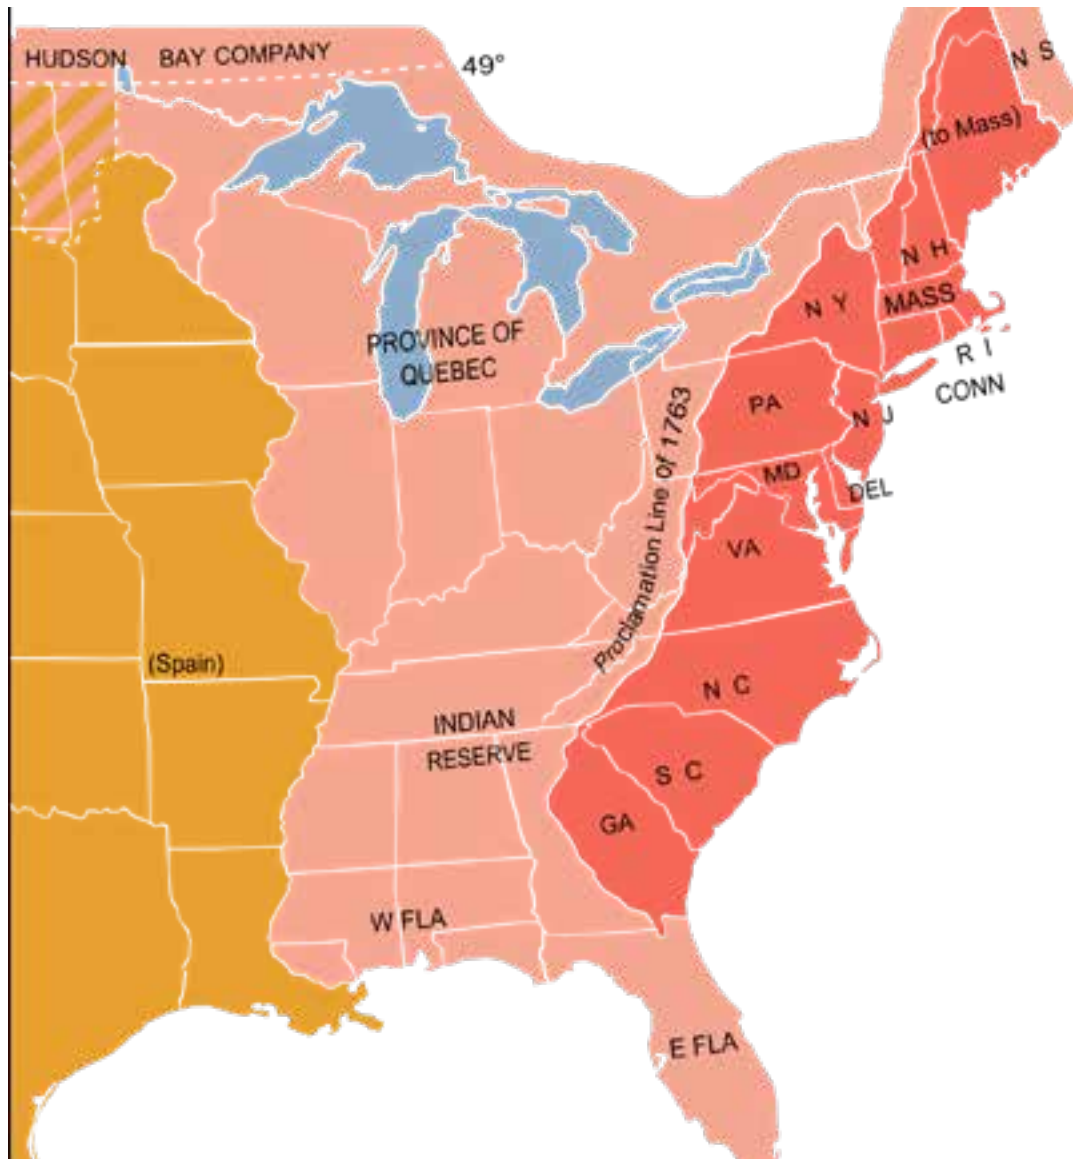 HUDSON BAY COMPANY
49°
N S
(to Mass)
N H
N Y
MASS
R I
CONN
PROVINCE OF
QUEBEC
PA
N J
Proclamation Line of 1763
MD
DEL
VA
(Spain)
N C
INDIAN
RESERVE
S C
GA
W FLA
E FLA